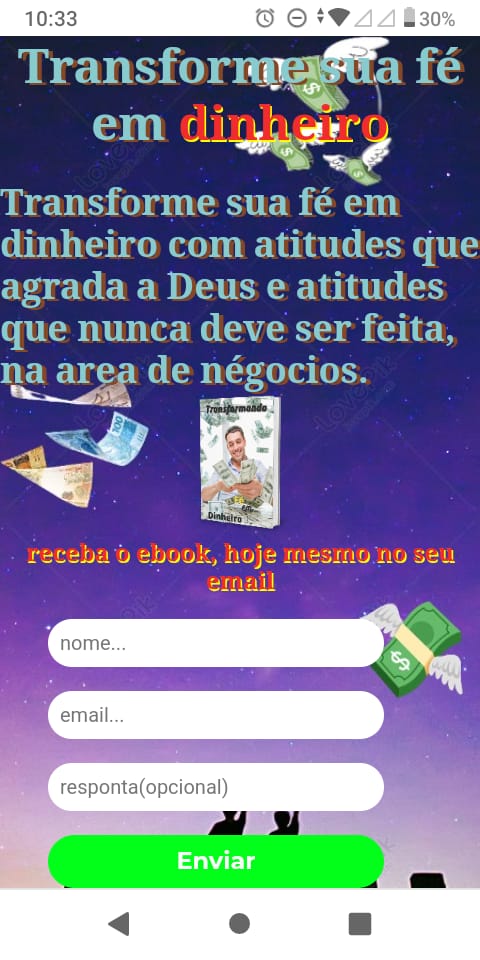 10:33
30%
Transforme sua fé
em dinheiro
Transforme sua fé em
dinheiro com atitudes que
agrada a Deus e atitudes
que nunca deve ser feita,
na area de négocios.
100
Transformando
Dinheiro
receba o ebook, hoje mesmo no seu
email
nome...
email...
responta(opcional)
Enviar